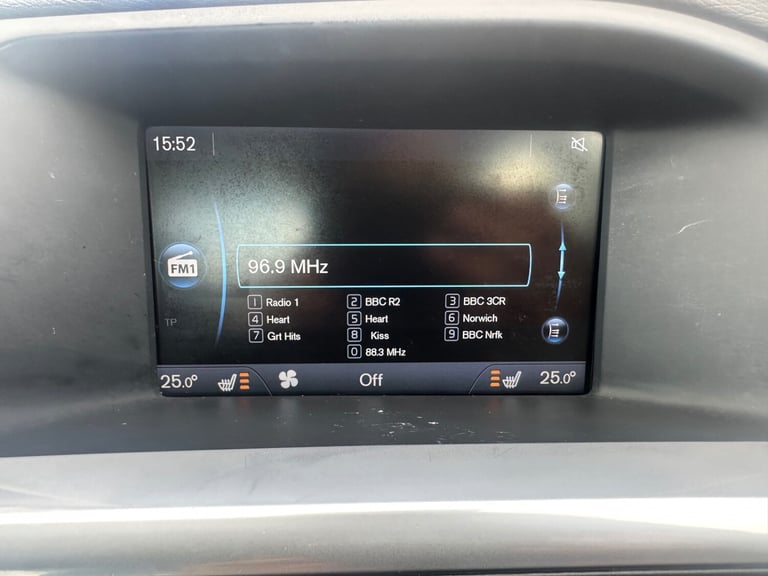 15:52
FM1
96.9 MHz
1 Radio 1 2 BBC R2 3 BBC 3CR
4 Heart 5 Heart 6 Norwich
7 Grt Hits 8 Kiss 9 BBC Nrfk
0 88.3 MHz
TP
25.0° Off 25.0°